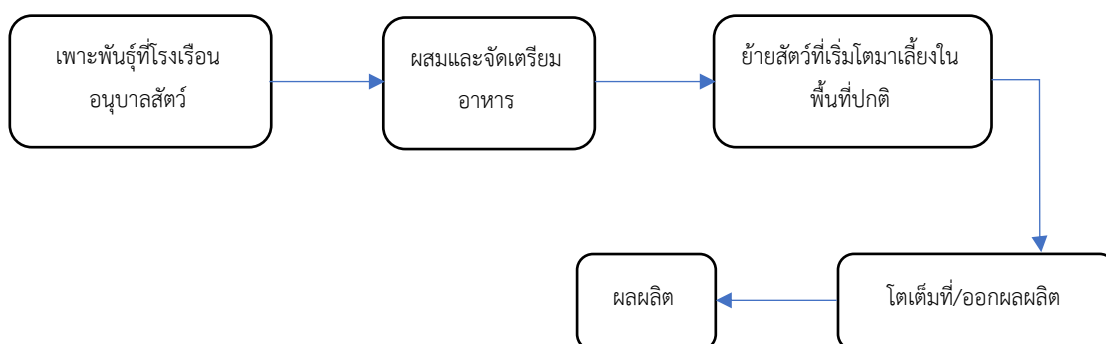 เพาะพันธุ์ที่โรงเรือน
อนุบาลสัตว์
ผสมและจัดเตรียม
อาหาร
ย้ายสัตว์ที่เริ่มโตมาเลี้ยงใน
พื้นที่ปกติ
โตเต็มที่/ออกผลผลิต
ผลผลิต